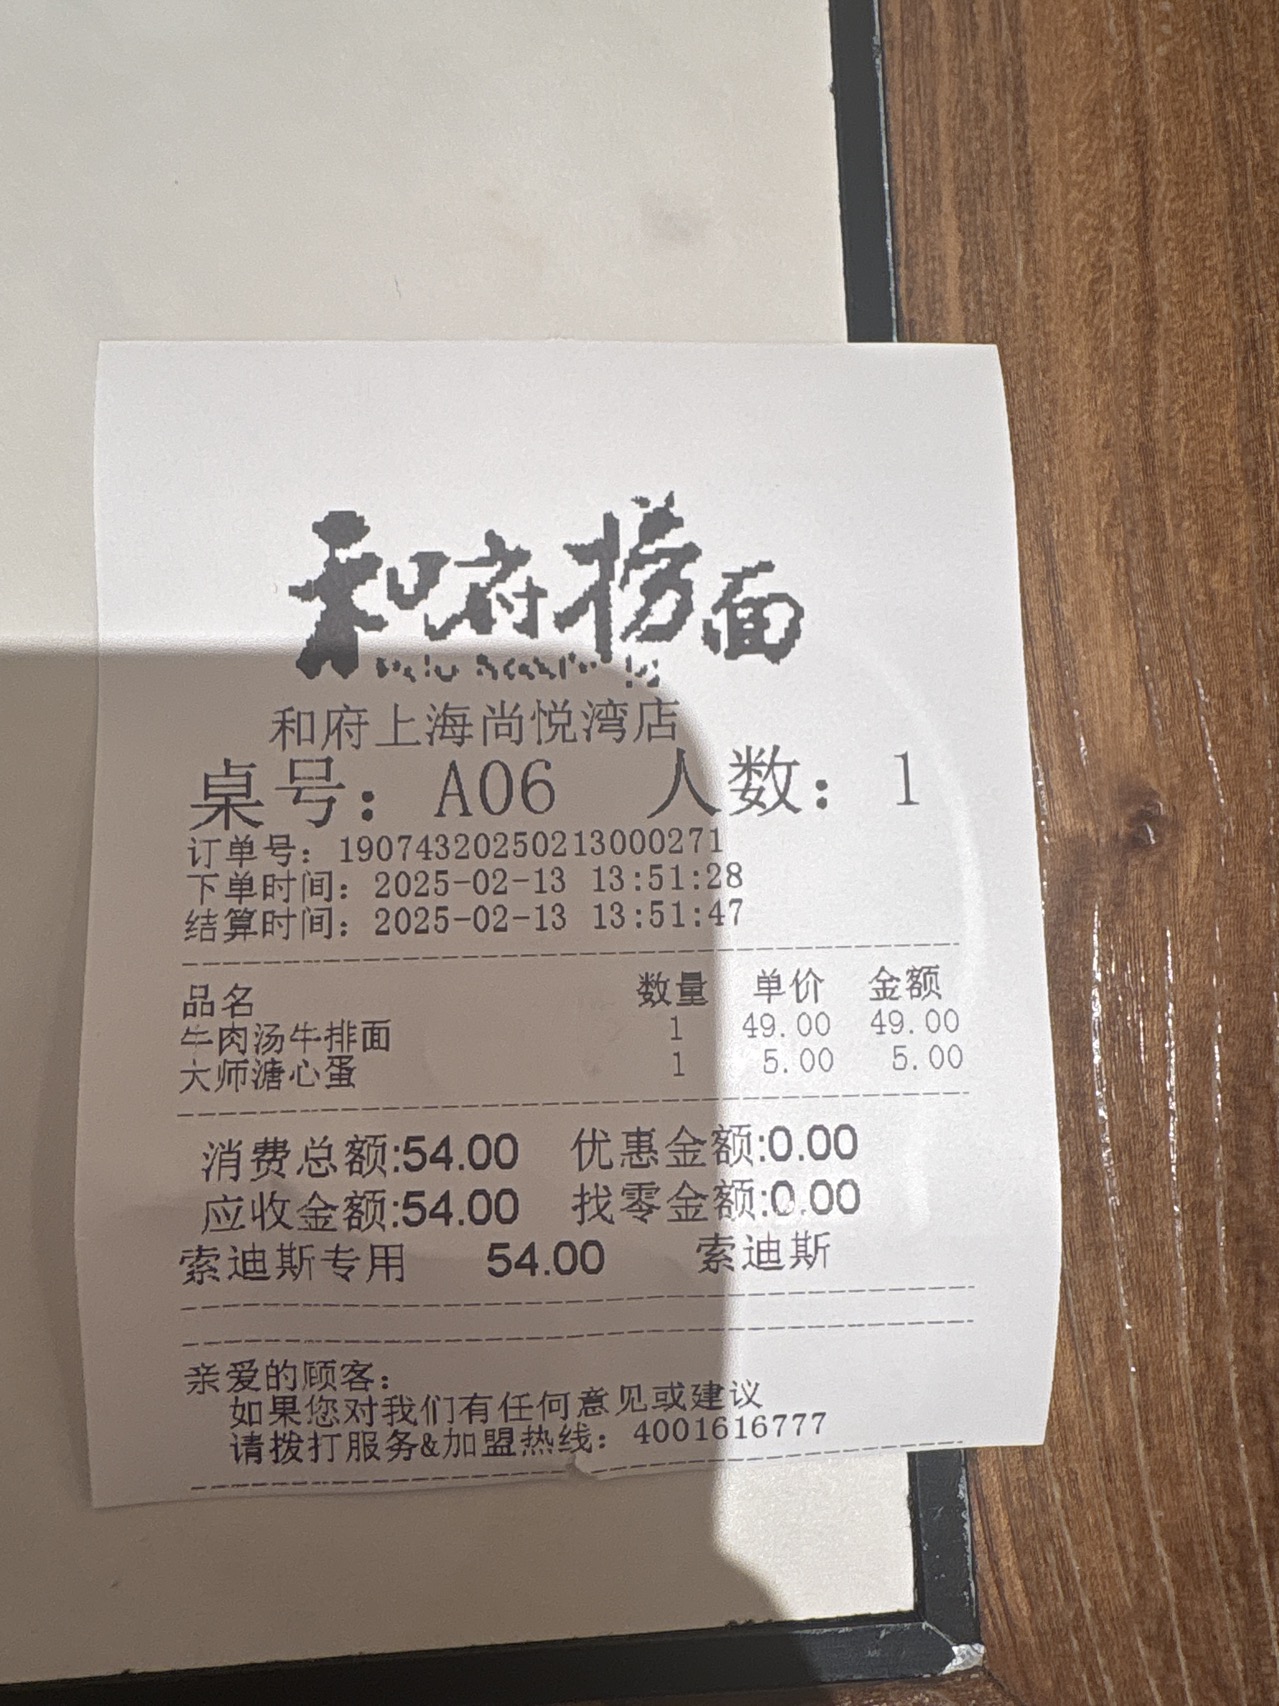 和府捞面
和府上海尚悦湾店
桌号： A06 人数： 1
订单号：19074320250213000271
下单时间：2025-02-13 13:51:28
结算时间：2025-02-13 13:51:47
品名 数量 单价 金额
牛肉汤牛排面 1 49.00 49.00
大师溏心蛋 1 5.00 5.00
消费总额:54.00 优惠金额:0.00
应收金额:54.00 找零金额:0.00
索迪斯专用 54.00 索迪斯
亲爱的顾客：
如果您对我们有任何意见或建议
请拨打服务&加盟热线：4001616777